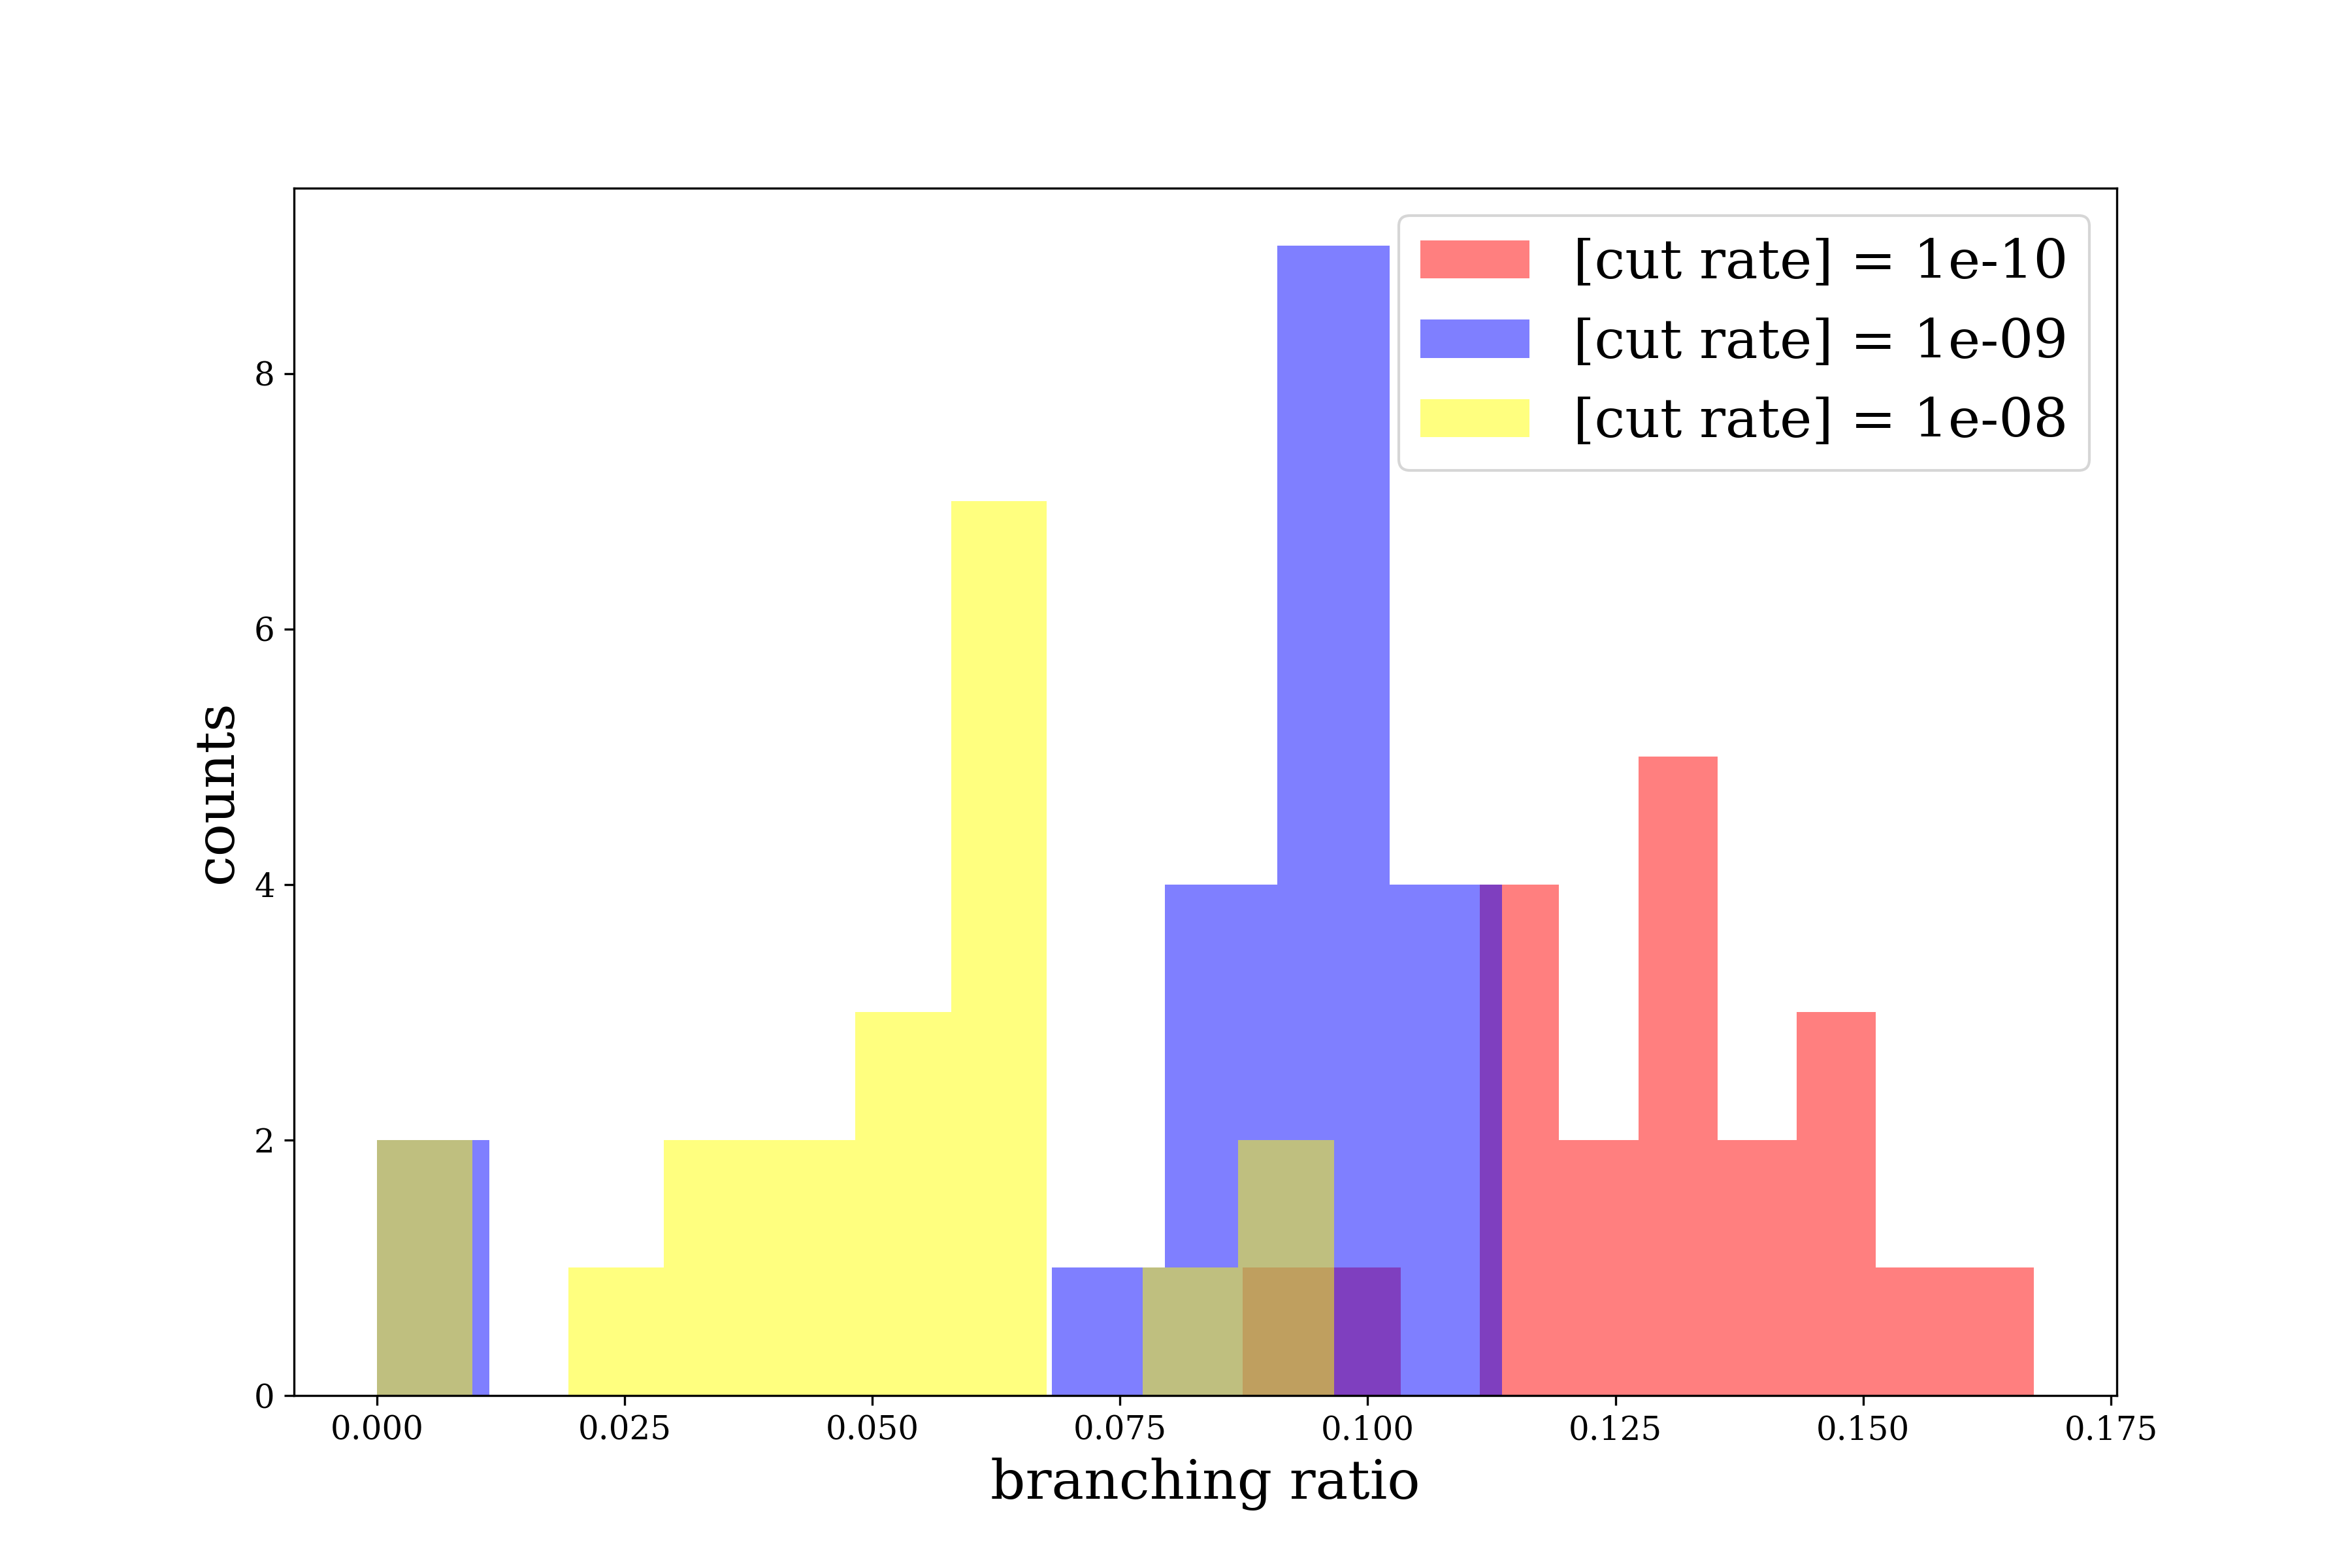 [cut rate] = 1e-10
[cut rate] = 1e-09
[cut rate] = 1e-08
counts
8
6
4
2
0
0.000 0.025 0.050 0.075 0.100 0.125 0.150 0.175
branching ratio